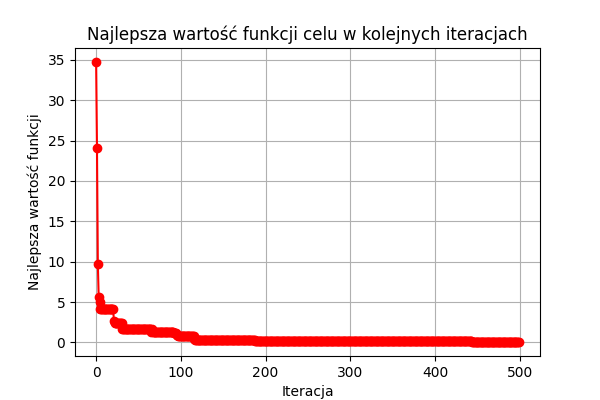 Najlepsza wartość funkcji celu w kolejnych iteracjach
Najlepsza wartość funkcji
35
30
25
20
15
10
5
0
0 100 200 300 400 500
Iteracja